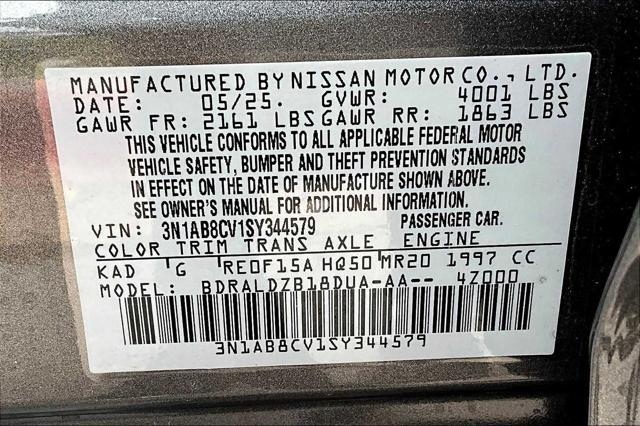 MANUFACTURED BY NISSAN MOTOR CO., LTD.
DATE: 05/25. GVWR: 4001 LBS
GAWR FR: 2161 LBS GAWR RR: 1863 LBS
THIS VEHICLE CONFORMS TO ALL APPLICABLE FEDERAL MOTOR
VEHICLE SAFETY, BUMPER AND THEFT PREVENTION STANDARDS
IN EFFECT ON THE DATE OF MANUFACTURE SHOWN ABOVE.
SEE OWNER'S MANUAL FOR ADDITIONAL INFORMATION.
VIN: 3N1AB8CV1SY344579 PASSENGER CAR.
COLOR TRIM TRANS AXLE ENGINE
KAD G RE0F15A HQ50 MR20 1997 CC
MODEL: BDRALDZB18DUA-AA-- 4Z000
3N1AB8CV1SY344579